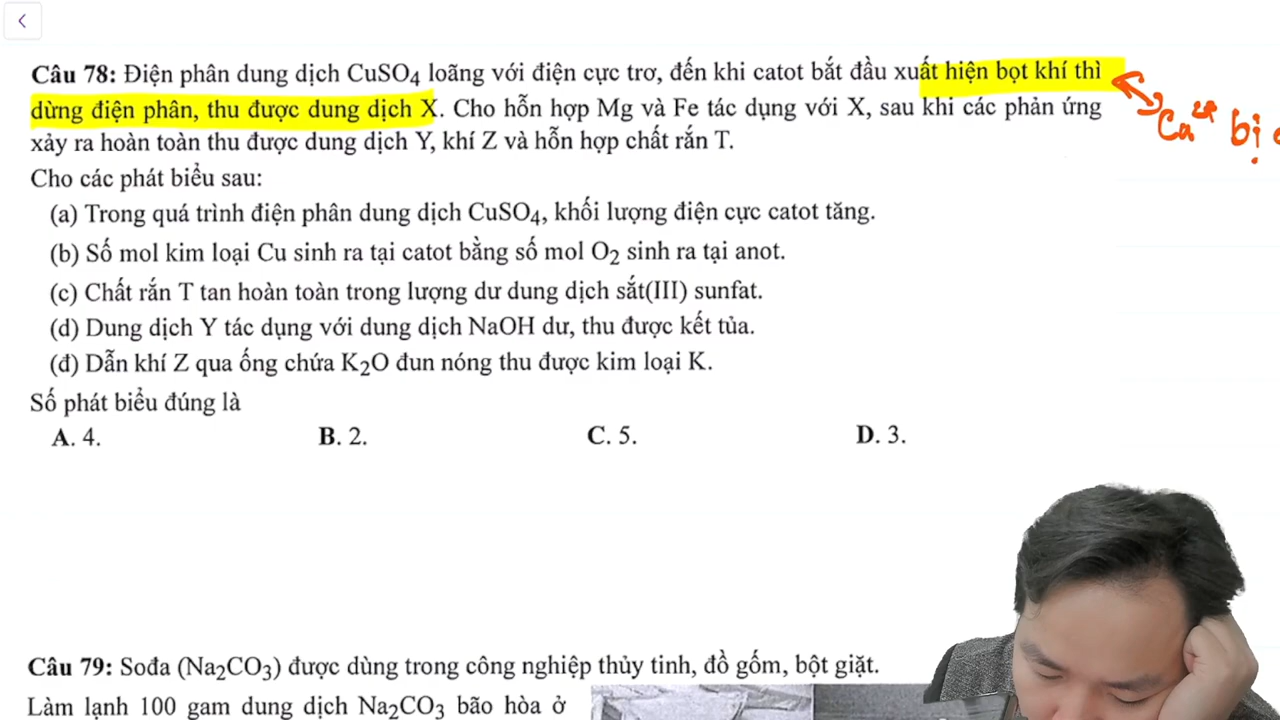 Câu 78: Điện phân dung dịch CuSO4 loãng với điện cực trơ, đến khi catot bắt đầu xuất hiện bọt khí thì
dừng điện phân, thu được dung dịch X. Cho hỗn hợp Mg và Fe tác dụng với X, sau khi các phản ứng
xảy ra hoàn toàn thu được dung dịch Y, khí Z và hỗn hợp chất rắn T.
Cu²⁺ bị
Cho các phát biểu sau:
(a) Trong quá trình điện phân dung dịch CuSO4, khối lượng điện cực catot tăng.
(b) Số mol kim loại Cu sinh ra tại catot bằng số mol O2 sinh ra tại anot.
(c) Chất rắn T tan hoàn toàn trong lượng dư dung dịch sắt(III) sunfat.
(d) Dung dịch Y tác dụng với dung dịch NaOH dư, thu được kết tủa.
(đ) Dẫn khí Z qua ống chứa K2O đun nóng thu được kim loại K.
Số phát biểu đúng là
A. 4. B. 2. C. 5. D. 3.
Câu 79: Sođa (Na2CO3) được dùng trong công nghiệp thủy tinh, đồ gốm, bột giặt.
Làm lạnh 100 gam dung dịch Na2CO3 bão hòa ở